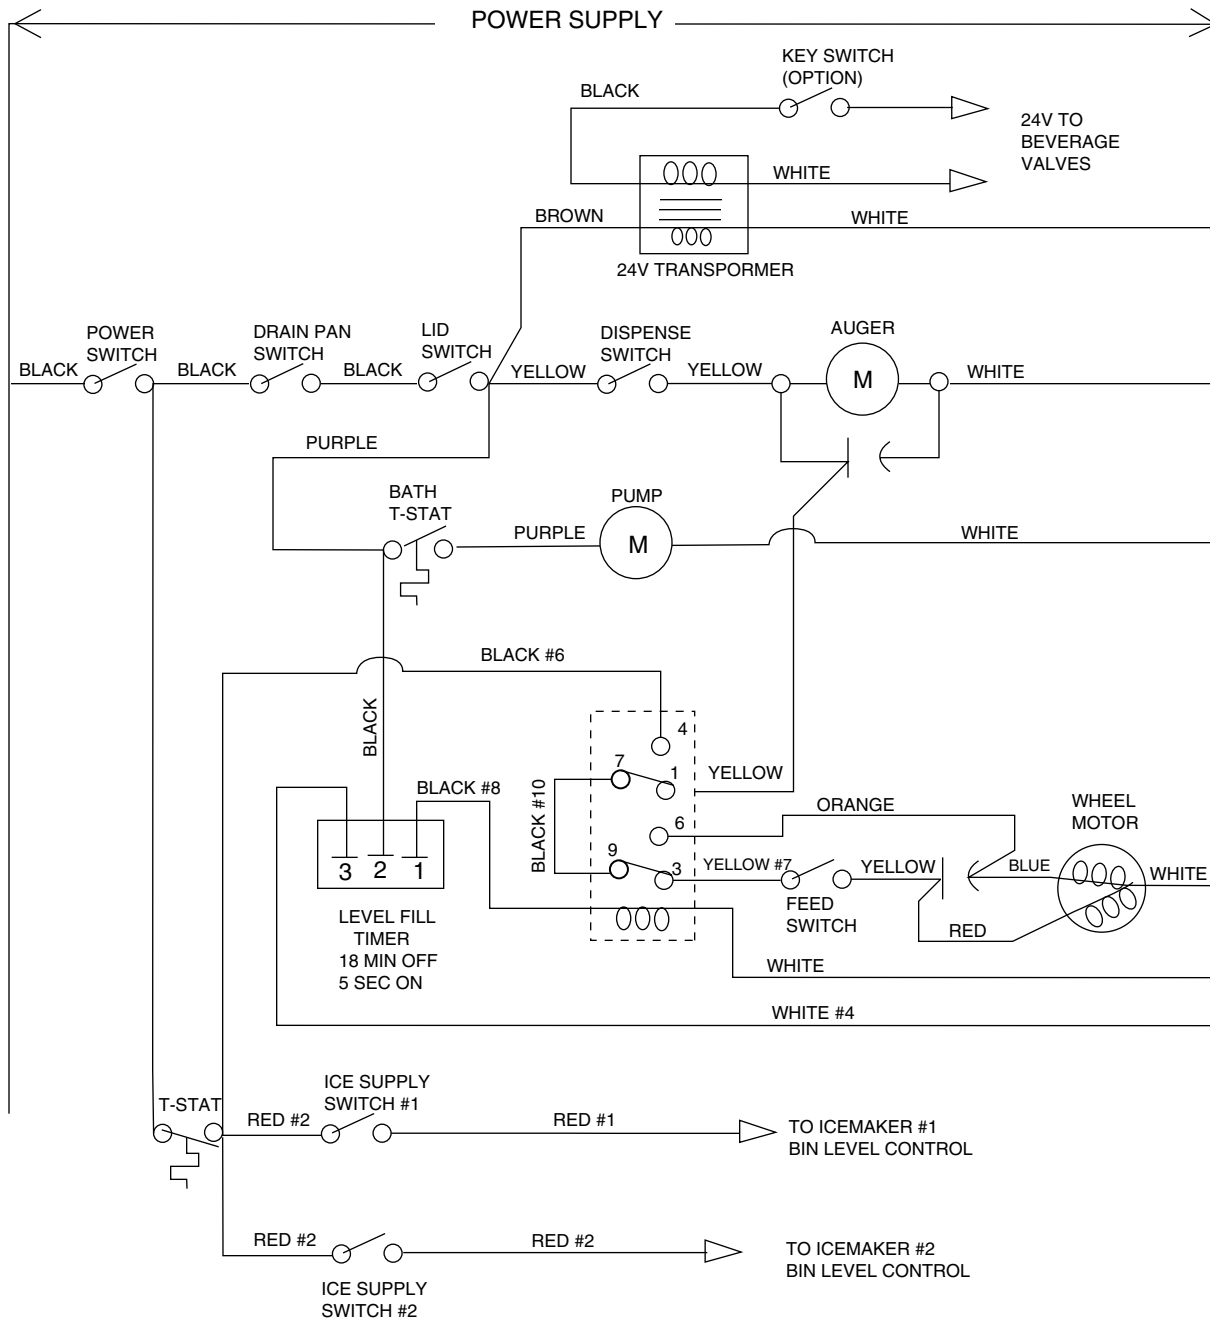 POWER SUPPLY
KEY SWITCH
(OPTION)
BLACK
24V TO
BEVERAGE
VALVES
WHITE
BROWN
WHITE
24V TRANSPORMER
POWER
SWITCH
DRAIN PAN
SWITCH
LID
SWITCH
DISPENSE
SWITCH
AUGER
BLACK
BLACK
BLACK
YELLOW
YELLOW
M
WHITE
PURPLE
BATH
T-STAT
PURPLE
PUMP
M
WHITE
BLACK #6
BLACK
4
7
1
YELLOW
BLACK #8
BLACK #10
ORANGE
WHEEL
MOTOR
6
9
3
YELLOW #7
YELLOW
BLUE
WHITE
3 2 1
FEED
SWITCH
RED
LEVEL FILL
TIMER
18 MIN OFF
5 SEC ON
WHITE
WHITE #4
T-STAT
ICE SUPPLY
SWITCH #1
RED #2
RED #1
TO ICEMAKER #1
BIN LEVEL CONTROL
RED #2
RED #2
TO ICEMAKER #2
BIN LEVEL CONTROL
ICE SUPPLY
SWITCH #2